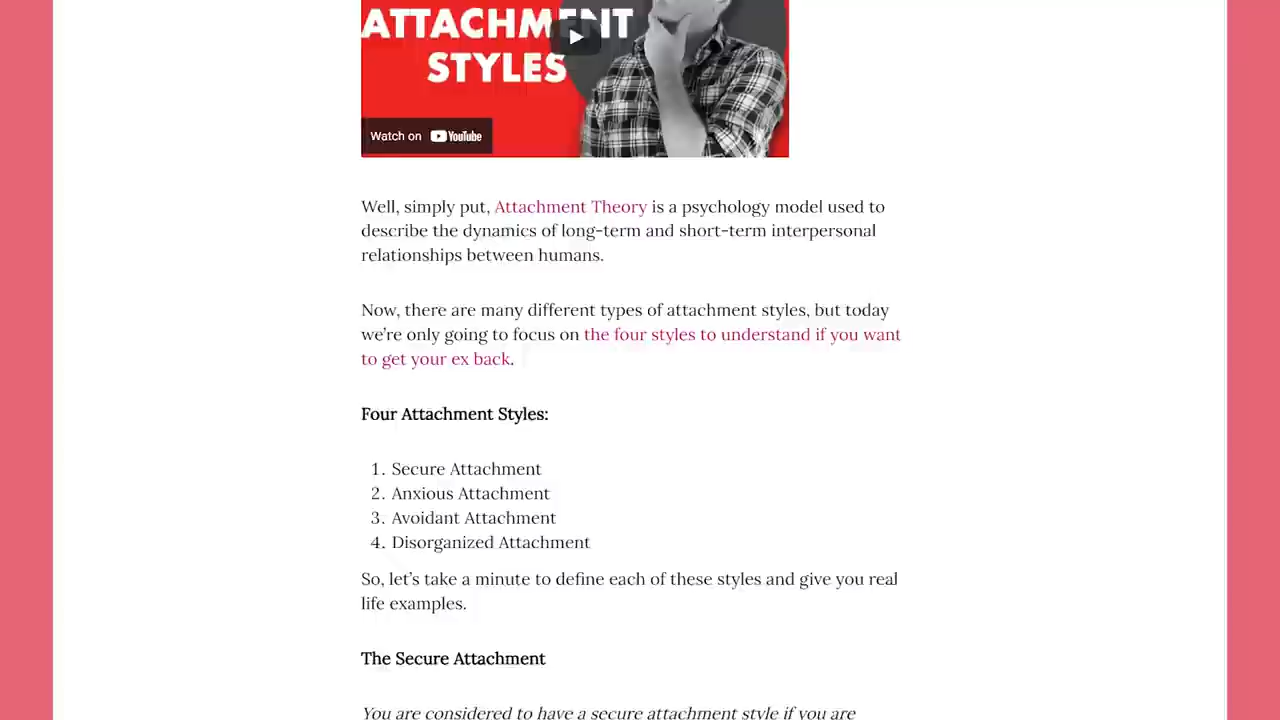 ATTACHMENT
STYLES
Watch on YouTube
Well, simply put, Attachment Theory is a psychology model used to
describe the dynamics of long-term and short-term interpersonal
relationships between humans.
Now, there are many different types of attachment styles, but today
we're only going to focus on the four styles to understand if you want
to get your ex back.
Four Attachment Styles:
1. Secure Attachment
2. Anxious Attachment
3. Avoidant Attachment
4. Disorganized Attachment
So, let's take a minute to define each of these styles and give you real
life examples.
The Secure Attachment
You are considered to have a secure attachment style if you are